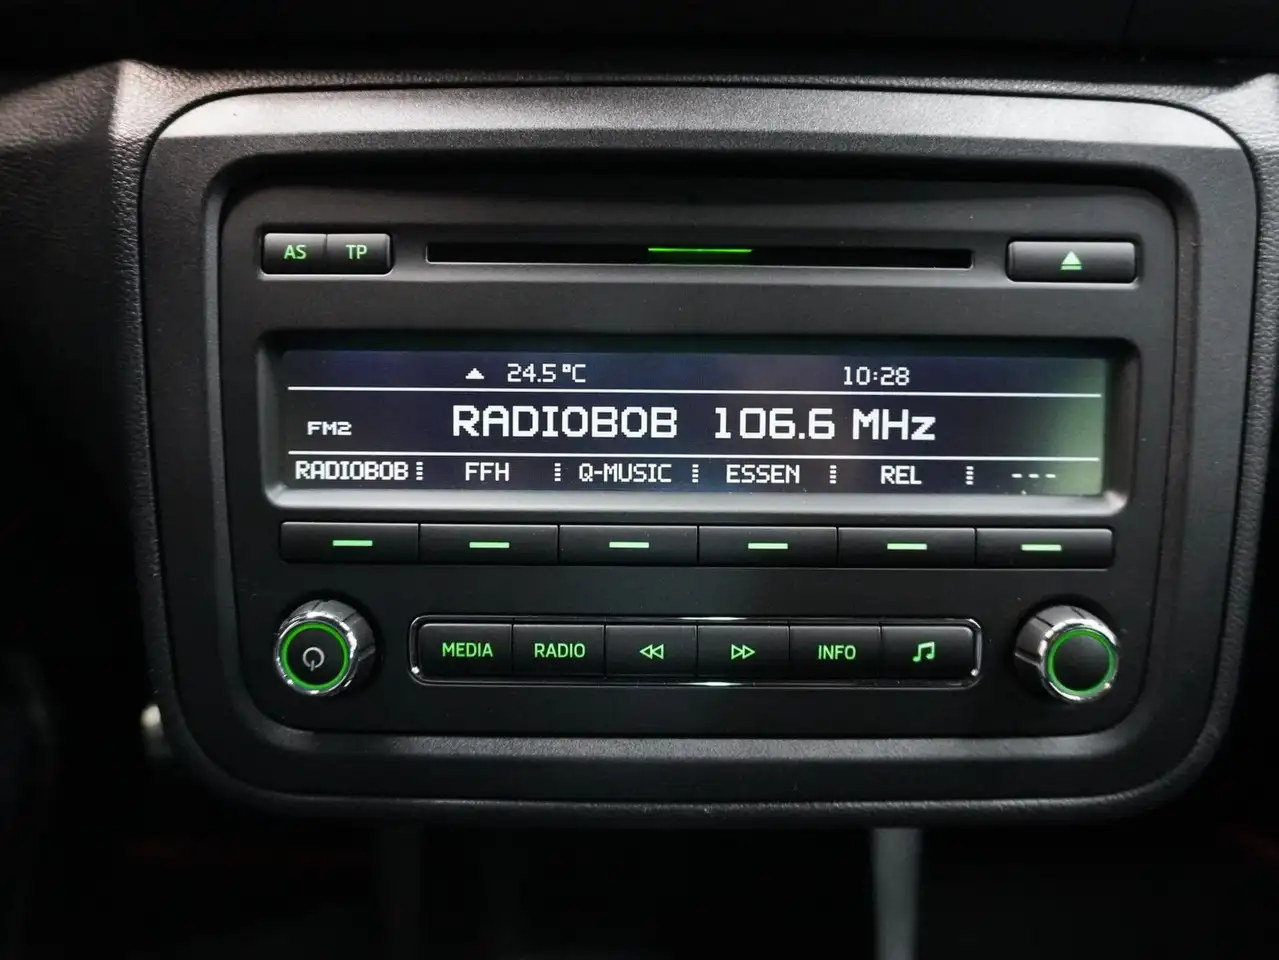 AS TP
24.5°C 10:28
FM2 RADIOBOB 106.6 MHz
RADIOBOB FFH Q-MUSIC ESSEN REL ---
MEDIA RADIO INFO